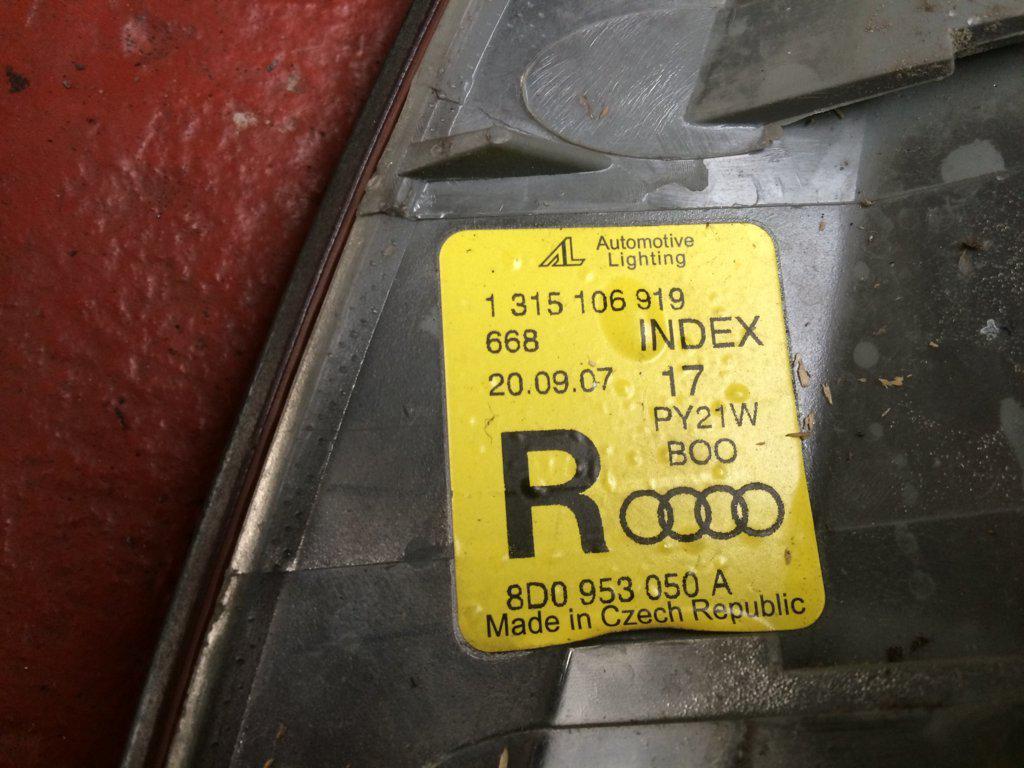 AL Automotive
Lighting
1 315 106 919
668 INDEX
20.09.07 17
PY21W
BOO
R
8D0 953 050 A
Made in Czech Republic